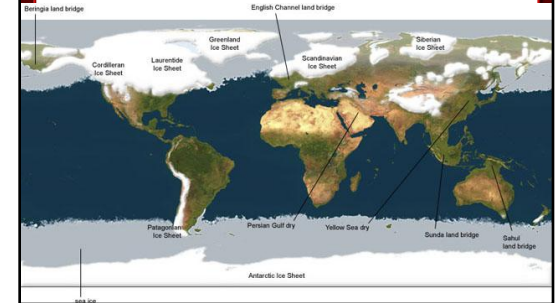 Beringia land bridge
English Channel land bridge
Greenland
Ice Sheet
Siberian
Ice Sheet
Cordilleran
Ice Sheet
Laurentide
Ice Sheet
Scandinavian
Ice Sheet
Patagonian
Ice Sheet
Persian Gulf dry
Yellow Sea dry
Sunda land bridge
Sahul
land bridge
Antarctic Ice Sheet
sea ice